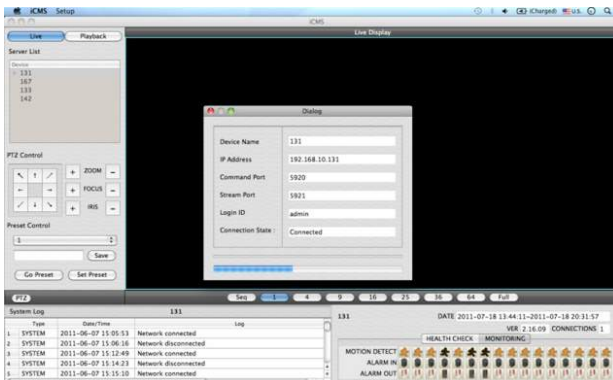 iCMS Setup (Charged) U.S.
iCMS
Live Playback
Live Display
Server List
Device
131
167
133
142
Dialog
Device Name 131
IP Address 192.168.10.131
Command Port 5920
Stream Port 5921
Login ID admin
Connection State : Connected
PTZ Control
+ ZOOM -
+ FOCUS -
+ IRIS -
Preset Control
1
Save
Go Preset Set Preset
PTZ
Seq 1 4 9 16 25 36 64 Full
System Log 131
Type Date/Time Log
1 SYSTEM 2011-06-07 15:05:53 Network connected
2 SYSTEM 2011-06-07 15:06:16 Network disconnected
3 SYSTEM 2011-06-07 15:12:49 Network connected
4 SYSTEM 2011-06-07 15:14:23 Network disconnected
5 SYSTEM 2011-06-07 15:15:10 Network connected
131 DATE 2011-07-18 13:44:11~2011-07-18 20:31:57
VER 2.16.09 CONNECTIONS 1
HEALTH CHECK MONITORING
MOTION DETECT
ALARM IN
ALARM OUT